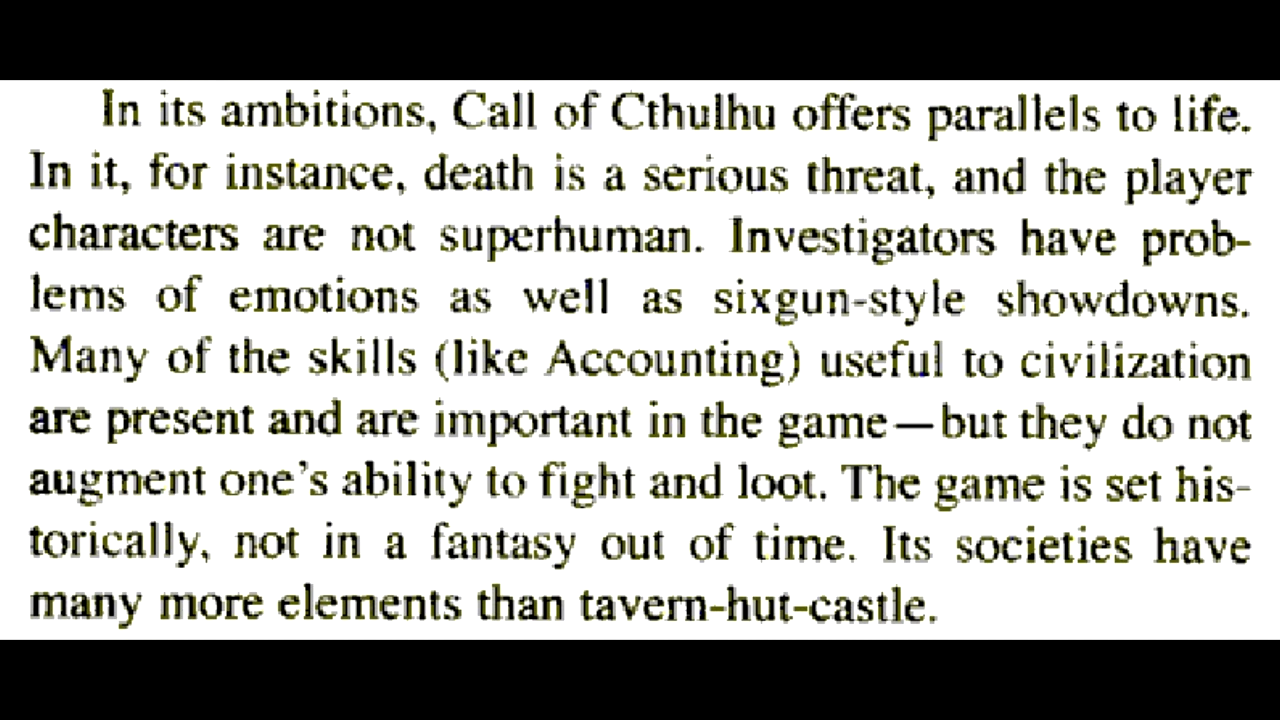 In its ambitions, Call of Cthulhu offers parallels to life.
In it, for instance, death is a serious threat, and the player
characters are not superhuman. Investigators have prob-
lems of emotions as well as sixgun-style showdowns.
Many of the skills (like Accounting) useful to civilization
are present and are important in the game—but they do not
augment one's ability to fight and loot. The game is set his-
torically, not in a fantasy out of time. Its societies have
many more elements than tavern-hut-castle.